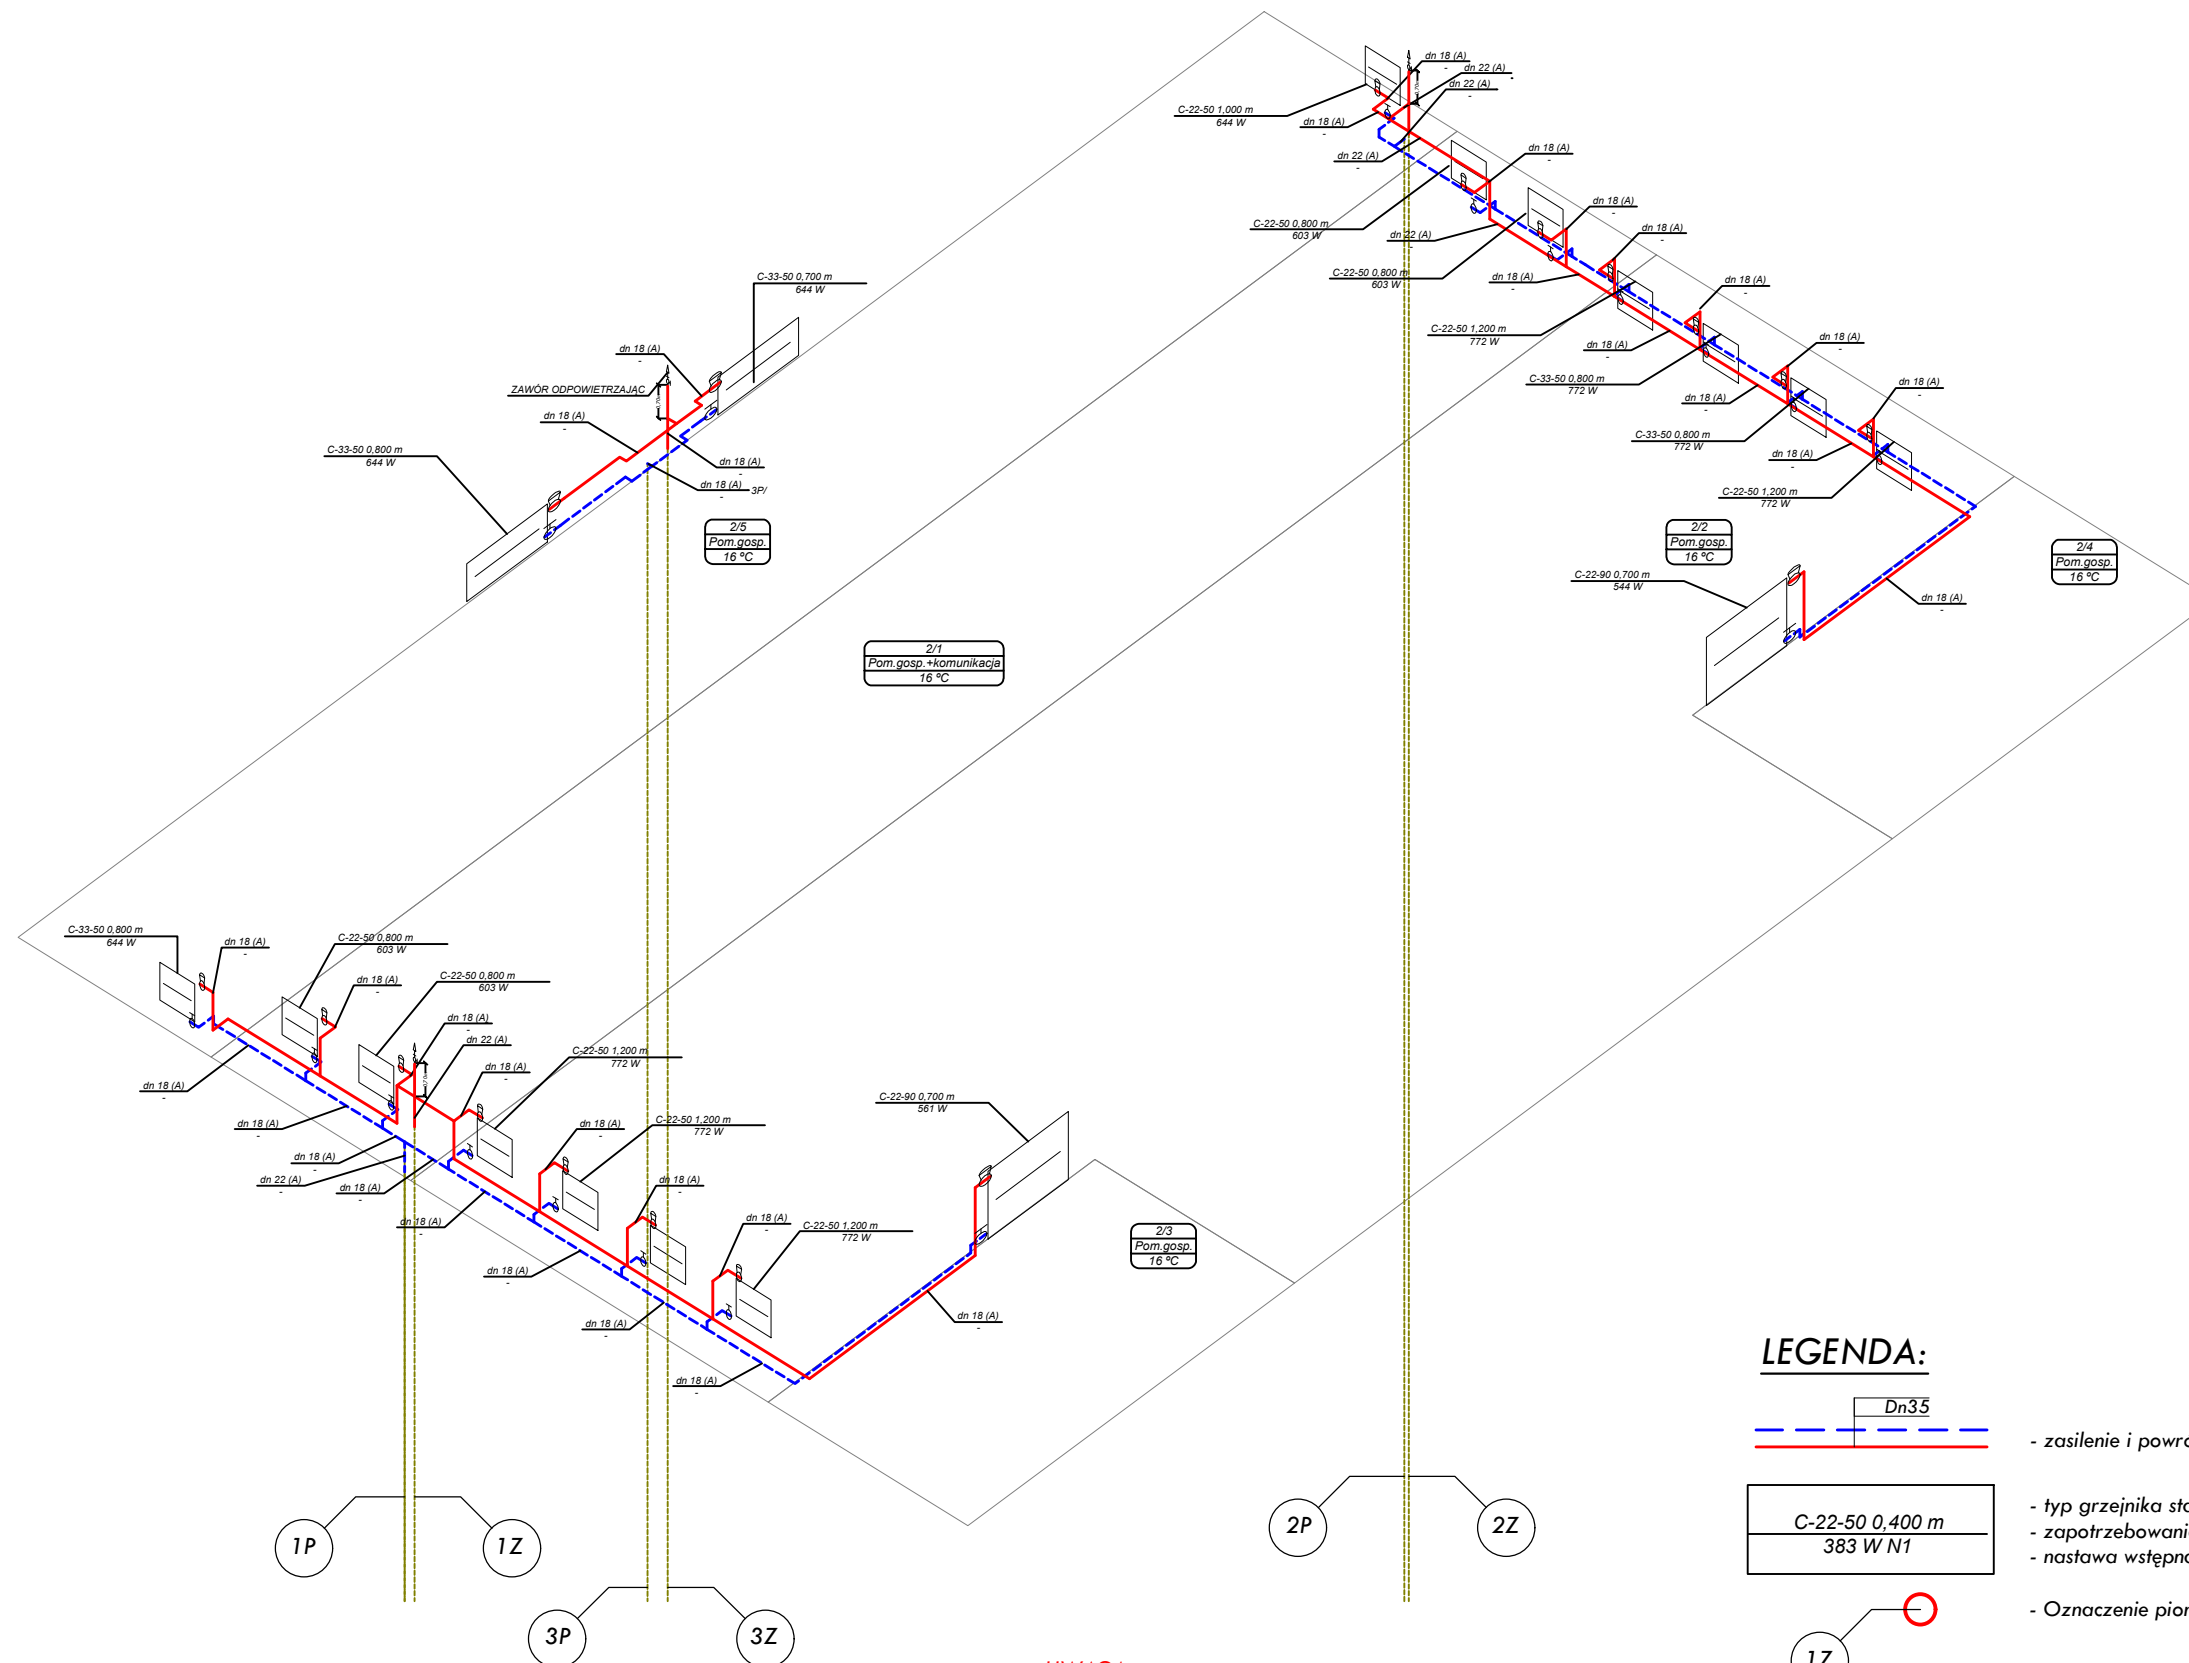 dn 18 (A)
-
dn 22 (A)
-
dn 22 (A)
-
C-22-50 1,000 m
644 W
dn 18 (A)
-
dn 22 (A)
-
dn 18 (A)
-
C-22-50 0,800 m
603 W
dn 22 (A)
-
dn 18 (A)
-
C-22-50 0,800 m
603 W
dn 18 (A)
-
dn 18 (A)
-
C-22-50 1,200 m
772 W
dn 18 (A)
-
dn 18 (A)
-
C-33-50 0,800 m
772 W
dn 18 (A)
-
dn 18 (A)
-
C-33-50 0,800 m
772 W
dn 18 (A)
-
dn 18 (A)
-
C-22-50 1,200 m
772 W
C-33-50 0,700 m
644 W
dn 18 (A)
-
ZAWÓR ODPOWIETRZAJĄC
dn 18 (A)
-
C-33-50 0,800 m
644 W
dn 18 (A)
-
dn 18 (A) 3P/
-
2/5
Pom.gosp.
16 ºC
2/2
Pom.gosp.
16 ºC
2/4
Pom.gosp.
16 ºC
C-22-90 0,700 m
544 W
dn 18 (A)
-
2/1
Pom.gosp.+komunikacja
16 ºC
C-33-50 0,800 m
644 W
dn 18 (A)
-
C-22-50 0,800 m
603 W
dn 18 (A)
-
C-22-50 0,800 m
603 W
dn 18 (A)
-
dn 22 (A)
-
dn 18 (A)
-
C-22-50 1,200 m
772 W
dn 18 (A)
-
dn 18 (A)
-
dn 18 (A)
-
dn 22 (A)
-
dn 18 (A)
-
dn 18 (A)
-
C-22-50 1,200 m
772 W
dn 18 (A)
-
dn 18 (A)
-
dn 18 (A)
-
C-22-50 1,200 m
772 W
dn 18 (A)
-
dn 18 (A)
-
dn 18 (A)
-
C-22-90 0,700 m
561 W
dn 18 (A)
-
2/3
Pom.gosp.
16 ºC
1P
1Z
3P
3Z
2P
2Z
LEGENDA:
Dn35
- zasilenie i
C-22-50 0,400 m
383 W N1
- typ grzejnika
-
- nastawa
- Oznaczenie
1Z